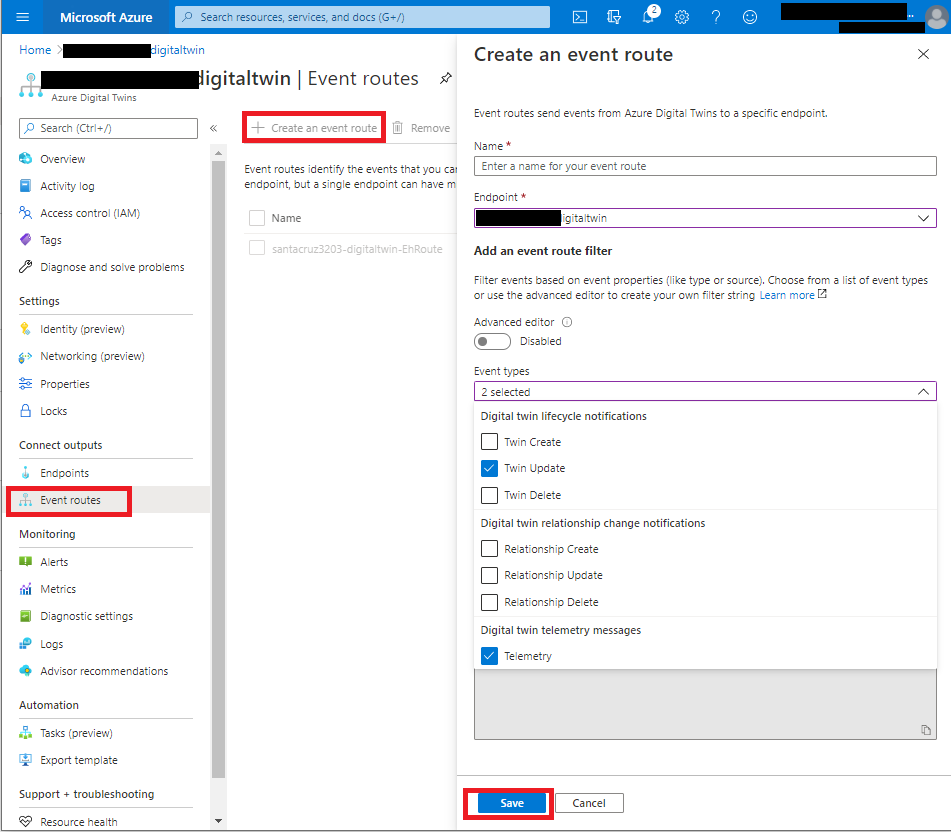 Microsoft Azure
Search resources, services, and docs (G+/)
2
...
Home
digitaltwin
digitaltwin | Event routes
Azure Digital Twins
Search (Ctrl+/)
«
Overview
Activity log
Access control (IAM)
Tags
Diagnose and solve problems
Settings
Identity (preview)
Networking (preview)
Properties
Locks
Connect outputs
Endpoints
Event routes
Monitoring
Alerts
Metrics
Diagnostic settings
Logs
Advisor recommendations
Automation
Tasks (preview)
Export template
Support + troubleshooting
Resource health
Create an event route
Remove
Event routes identify the events that you can
endpoint, but a single endpoint can have m
Name
santacruz3203-digitaltwin-EhRoute
Create an event route
Event routes send events from Azure Digital Twins to a specific endpoint.
Name *
Enter a name for your event route
Endpoint *
igitaltwin
Add an event route filter
Filter events based on event properties (like type or source). Choose from a list of event types
or use the advanced editor to create your own filter string Learn more
Advanced editor
Disabled
Event types
2 selected
Digital twin lifecycle notifications
Twin Create
Twin Update
Twin Delete
Digital twin relationship change notifications
Relationship Create
Relationship Update
Relationship Delete
Digital twin telemetry messages
Telemetry
Save
Cancel